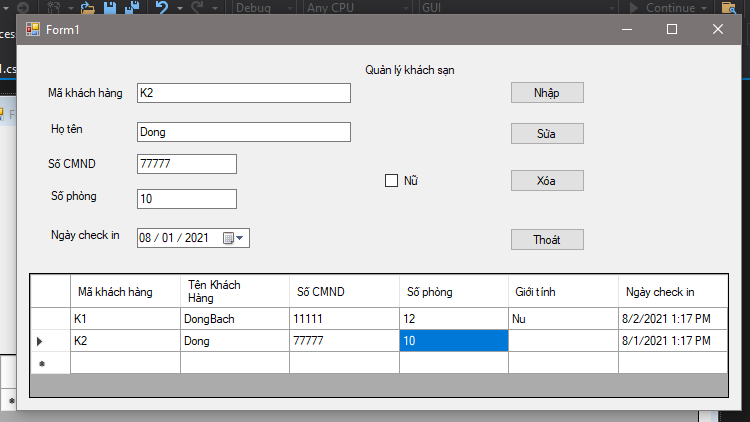 Debug
Any CPU
GUI
Continue
Form1
Quản lý khách sạn
Mã khách hàng
K2
Nhập
Họ tên
Dong
Sửa
Số CMND
77777
Nữ
Xóa
Số phòng
10
Ngày check in
08 / 01 / 2021
Thoát
Mã khách hàng
Tên Khách
Hàng
Số CMND
Số phòng
Giới tính
Ngày check in
K1
DongBach
11111
12
Nu
8/2/2021 1:17 PM
K2
Dong
77777
10
8/1/2021 1:17 PM